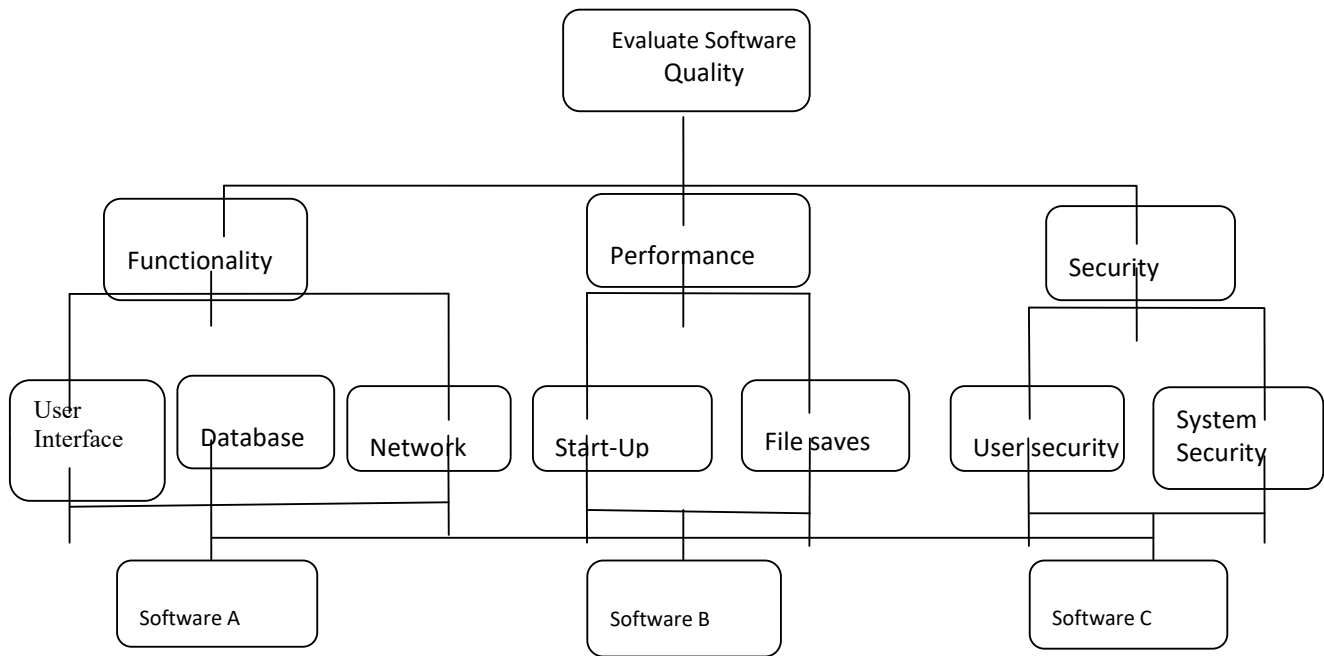 Evaluate Software
Quality
Functionality
Performance
Security
User
Interface
Database
Network
Start-Up
File saves
User security
System
Security
Software A
Software B
Software C